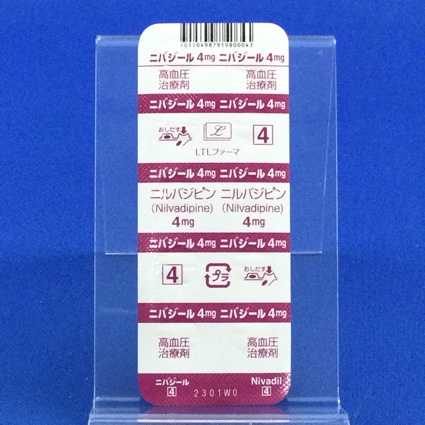 (01)04987919800043
ニバジール 4mg ニバジール 4mg
高血圧 高血圧
治療剤 治療剤
ニバジール 4mg ニバジール 4mg
おしだす L 4
LTLファーマ
ニバジール 4mg ニバジール 4mg
ニルバジピン ニルバジピン
(Nilvadipine) (Nilvadipine)
4mg 4mg
ニバジール 4mg ニバジール 4mg
4 プラ おしだす
ニバジール 4mg ニバジール 4mg
高血圧 高血圧
治療剤 治療剤
ニバジール Nivadil
4 2301W0 4